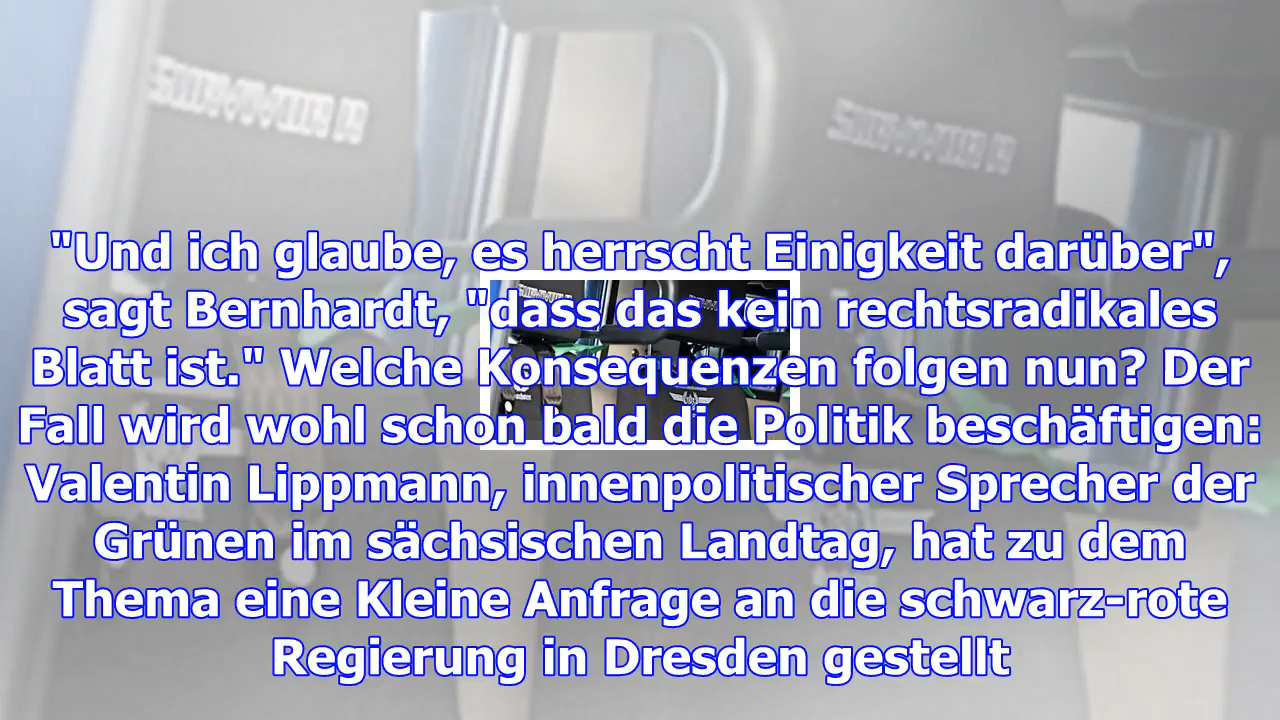 "Und ich glaube, es herrscht Einigkeit darüber",
sagt Bernhardt, "dass das kein rechtsradikales
Blatt ist." Welche Konsequenzen folgen nun? Der
Fall wird wohl schon bald die Politik beschäftigen:
Valentin Lippmann, innenpolitischer Sprecher der
Grünen im sächsischen Landtag, hat zu dem
Thema eine Kleine Anfrage an die schwarz-rote
Regierung in Dresden gestellt